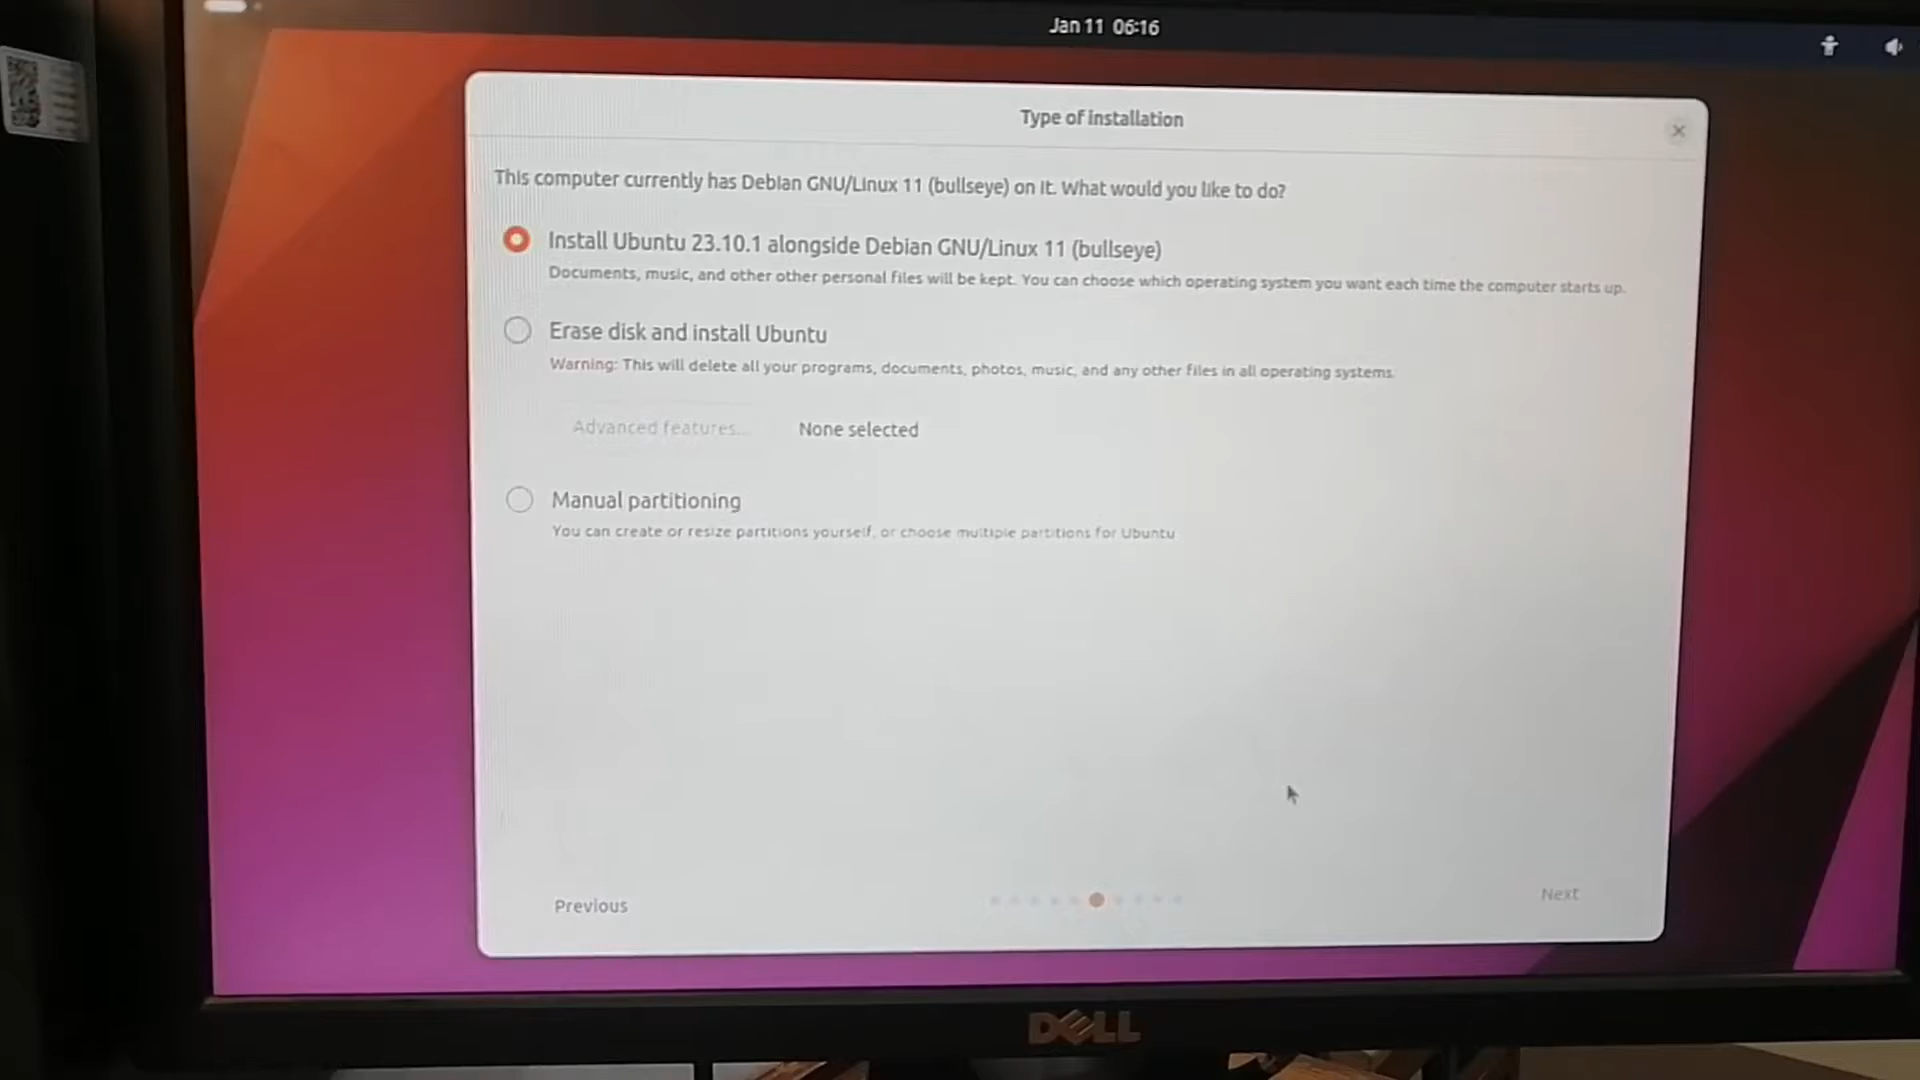 Jan 11 06:16
Type of installation
This computer currently has Debian GNU/Linux 11 (bullseye) on it. What would you like to do?
Install Ubuntu 23.10.1 alongside Debian GNU/Linux 11 (bullseye)
Documents, music, and other other personal files will be kept. You can choose which operating system you want each time the computer starts up.
Erase disk and install Ubuntu
Warning: This will delete all your programs, documents, photos, music, and any other files in all operating systems.
Advanced features... None selected
Manual partitioning
You can create or resize partitions yourself, or choose multiple partitions for Ubuntu
Previous Next
DELL